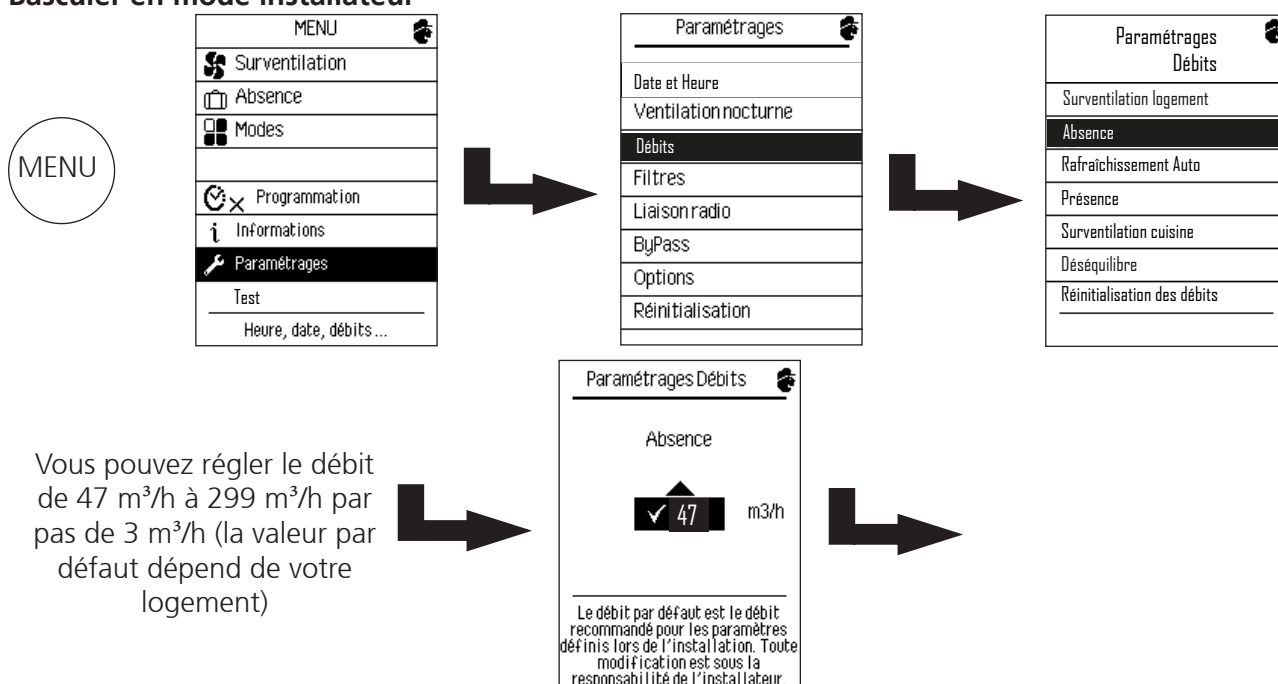 Basculer en mode installateur
MENU
MENU
Surventilation
Absence
Modes
Programmation
Informations
Paramétrages
Test
Heure, date, débits...
Paramétrages
Date et Heure
Ventilation nocturne
Débits
Filtres
Liaison radio
ByPass
Options
Réinitialisation
Paramétrages
Débits
Surventilation logement
Absence
Rafraîchissement Auto
Présence
Surventilation cuisine
Déséquilibre
Réinitialisation des débits
Vous pouvez régler le débit
de 47 m³/h à 299 m³/h par
pas de 3 m³/h (la valeur par
défaut dépend de votre
logement)
Paramétrages Débits
Absence
47 m3/h
Le débit par défaut est le débit
recommandé pour les paramètres
définis lors de l'installation. Toute
modification est sous la
responsabilité de l'installateur.